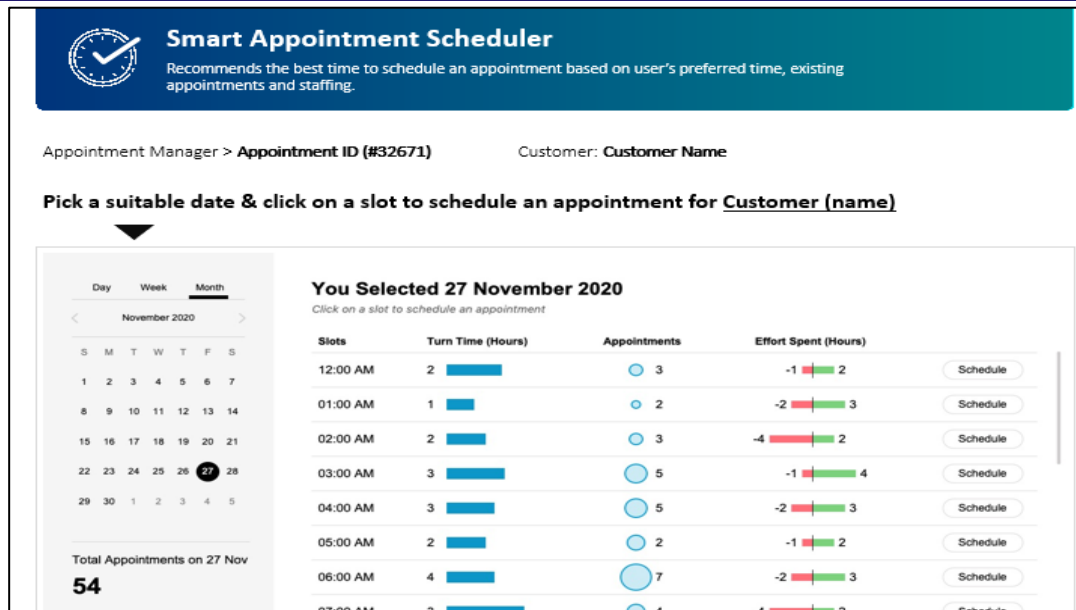 Smart Appointment Scheduler
Recommends the best time to schedule an appointment based on user's preferred time, existing
appointments and staffing.
Appointment Manager > Appointment ID (#32671) Customer: Customer Name
Pick a suitable date & click on a slot to schedule an appointment for Customer (name)
Day Week Month
< November 2020 >
S M T W T F S
1 2 3 4 5 6 7
8 9 10 11 12 13 14
15 16 17 18 19 20 21
22 23 24 25 26 27 28
29 30 1 2 3 4 5
Total Appointments on 27 Nov
54
You Selected 27 November 2020
Click on a slot to schedule an appointment
Slots Turn Time (Hours) Appointments Effort Spent (Hours)
12:00 AM 2 3 -1 2 Schedule
01:00 AM 1 2 -2 3 Schedule
02:00 AM 2 3 -4 2 Schedule
03:00 AM 3 5 -1 4 Schedule
04:00 AM 3 5 -2 3 Schedule
05:00 AM 2 2 -1 2 Schedule
06:00 AM 4 7 -2 3 Schedule
07:00 AM 3 4 Schedule